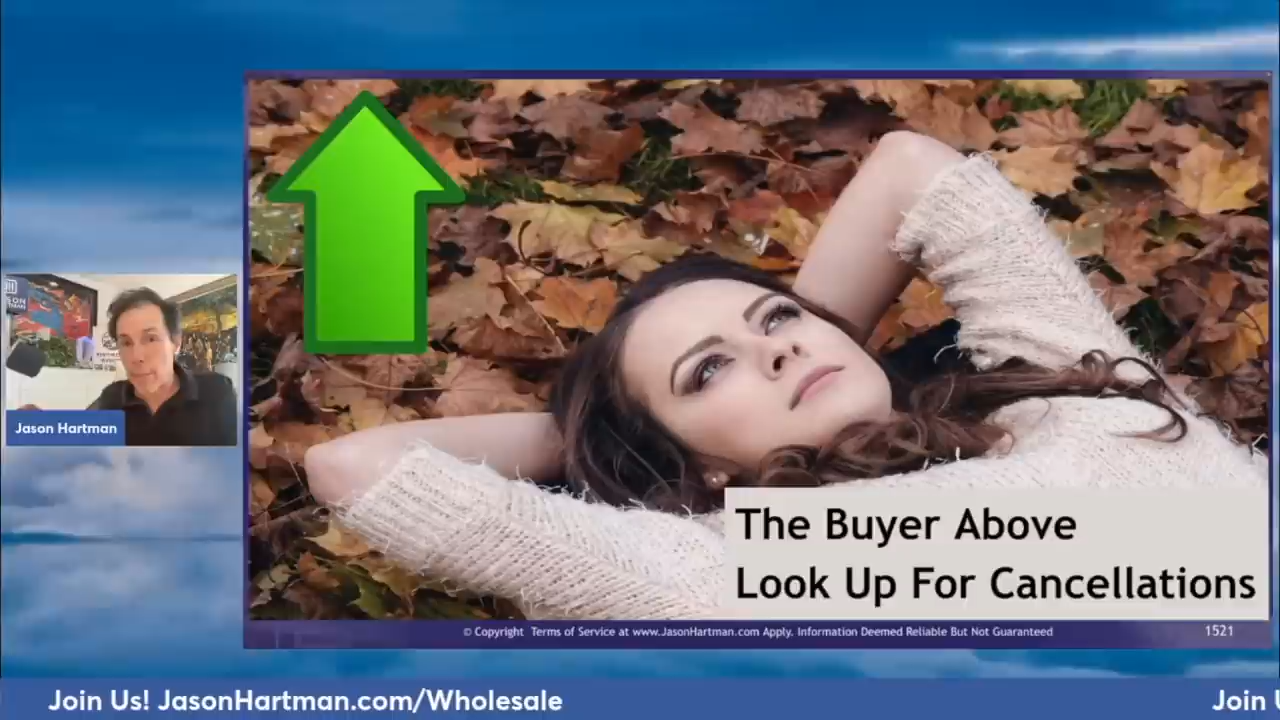 Jason Hartman
The Buyer Above
Look Up For Cancellations
© Copyright Terms of Service at www.JasonHartman.com Apply. Information Deemed Reliable But Not Guaranteed
1521
Join Us! JasonHartman.com/Wholesale
Join